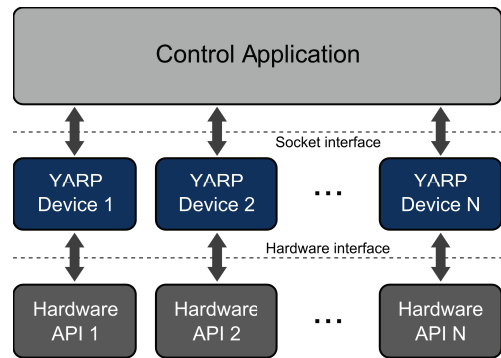 Control Application
Socket interface
YARP
Device 1
YARP
Device 2
...
YARP
Device N
Hardware interface
Hardware
API 1
Hardware
API 2
...
Hardware
API N